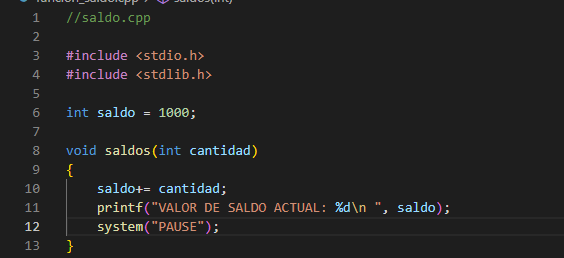 funcion_saldo.cpp > saldos(int)
1 //saldo.cpp
2
3 #include <stdio.h>
4 #include <stdlib.h>
5
6 int saldo = 1000;
7
8 void saldos(int cantidad)
9 {
10 saldo+= cantidad;
11 printf("VALOR DE SALDO ACTUAL: %d\n ", saldo);
12 system("PAUSE");
13 }